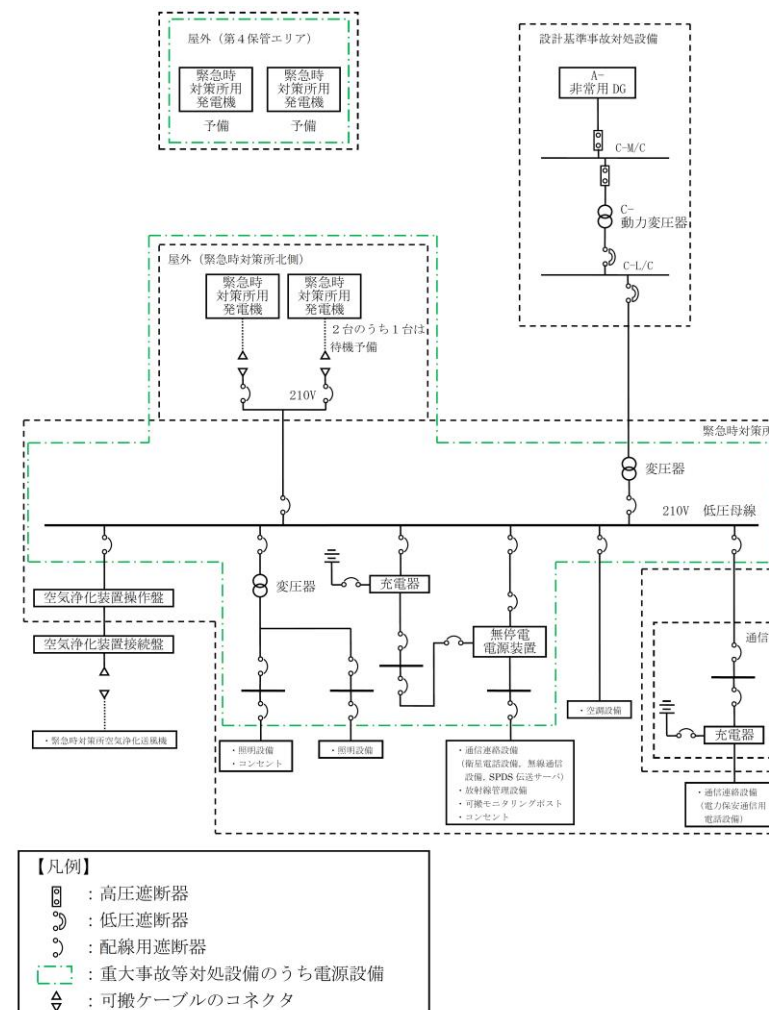 屋外（第４保管エリア）
緊急時
対策所用
発電機
緊急時
対策所用
発電機
予備
予備
設計基準事故対処設備
A-
非常用 DG
C-M/C
C-
動力変圧器
C-L/C
屋外（緊急時対策所北側）
緊急時
対策所用
発電機
緊急時
対策所用
発電機
２台のうち１台は
待機予備
210V
緊急時対策所
変圧器
210V 低圧母線
空気浄化装置操作盤
空気浄化装置接続盤
・緊急時対策所空気浄化送風機
変圧器
充電器
無停電
電源装置
・照明設備
・コンセント
・照明設備
・通信連絡設備
（衛星電話設備、無線通信
設備、SPDS 伝送サーバ）
・放射線管理設備
・可搬モニタリングポスト
・コンセント
・空調設備
通信
充電器
・通信連絡設備
（電力保安通信用
電話設備）
【凡例】
：高圧遮断器
：低圧遮断器
：配線用遮断器
：重大事故等対処設備のうち電源設備
：可搬ケーブルのコネクタ